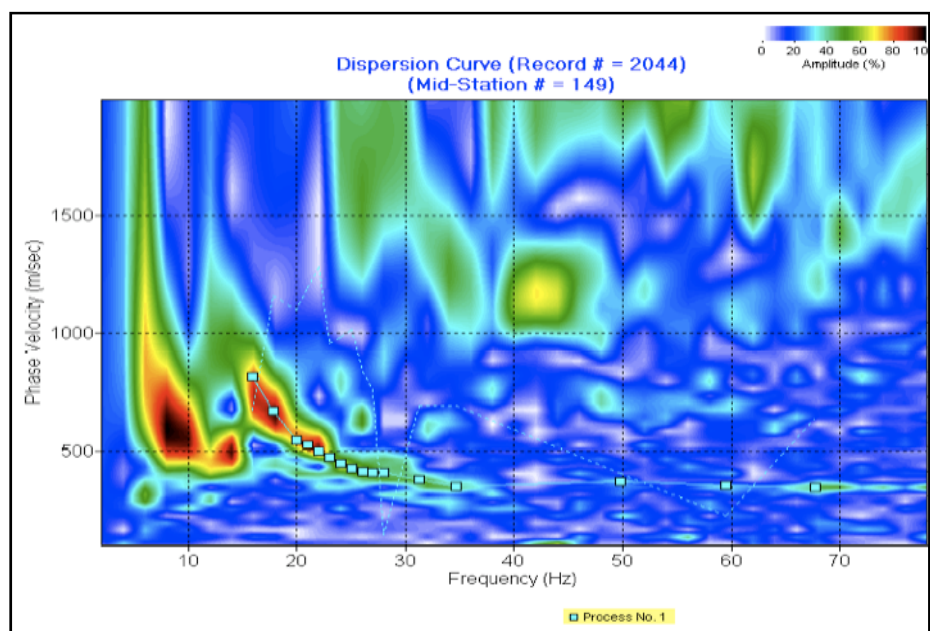 0 20 40 60 80 10
Amplitude (%)
Dispersion Curve (Record # = 2044)
(Mid-Station # = 149)
Phase Velocity (m/sec)
1500
1000
500
10 20 30 40 50 60 70
Frequency (Hz)
Process No. 1